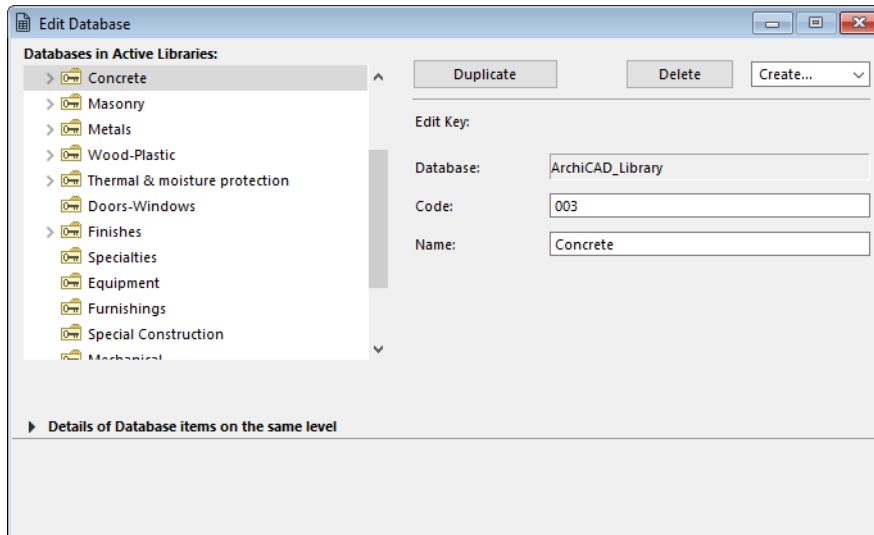 Edit Database
Databases in Active Libraries:
Concrete
Masonry
Metals
Wood-Plastic
Thermal & moisture protection
Doors-Windows
Finishes
Specialties
Equipment
Furnishings
Special Construction
Mechanical
Duplicate
Delete
Create...
Edit Key:
Database: ArchiCAD_Library
Code: 003
Name: Concrete
Details of Database items on the same level